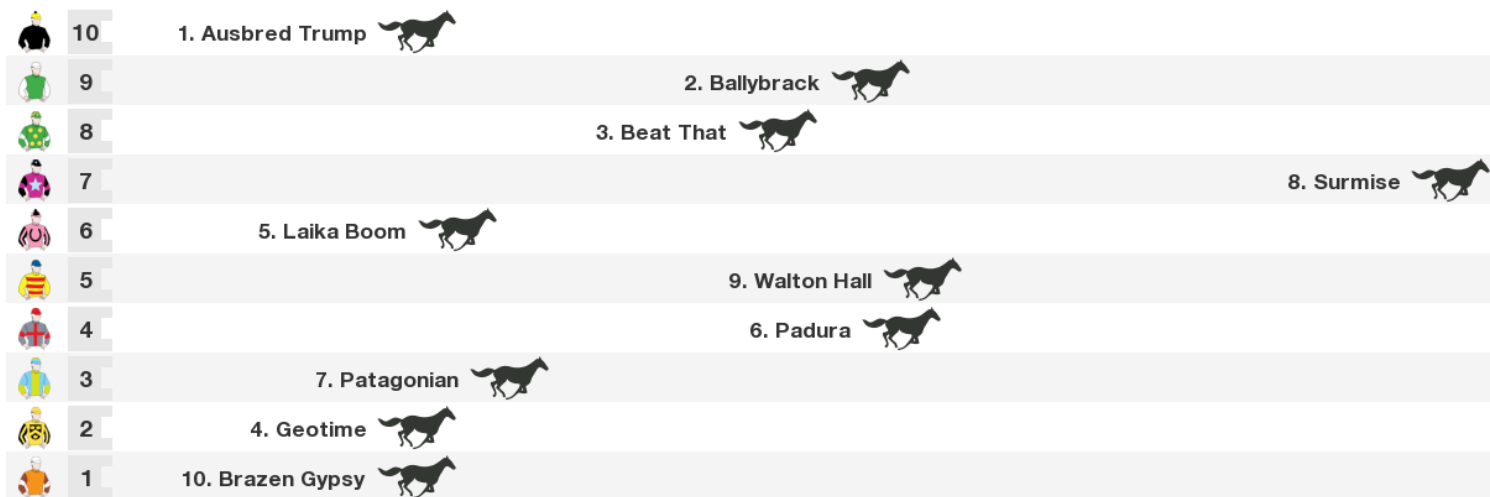 10 1. Ausbred Trump
9 2. Ballybrack
8 3. Beat That
7 8. Surmise
6 5. Laika Boom
5 9. Walton Hall
4 6. Padura
3 7. Patagonian
2 4. Geotime
1 10. Brazen Gypsy